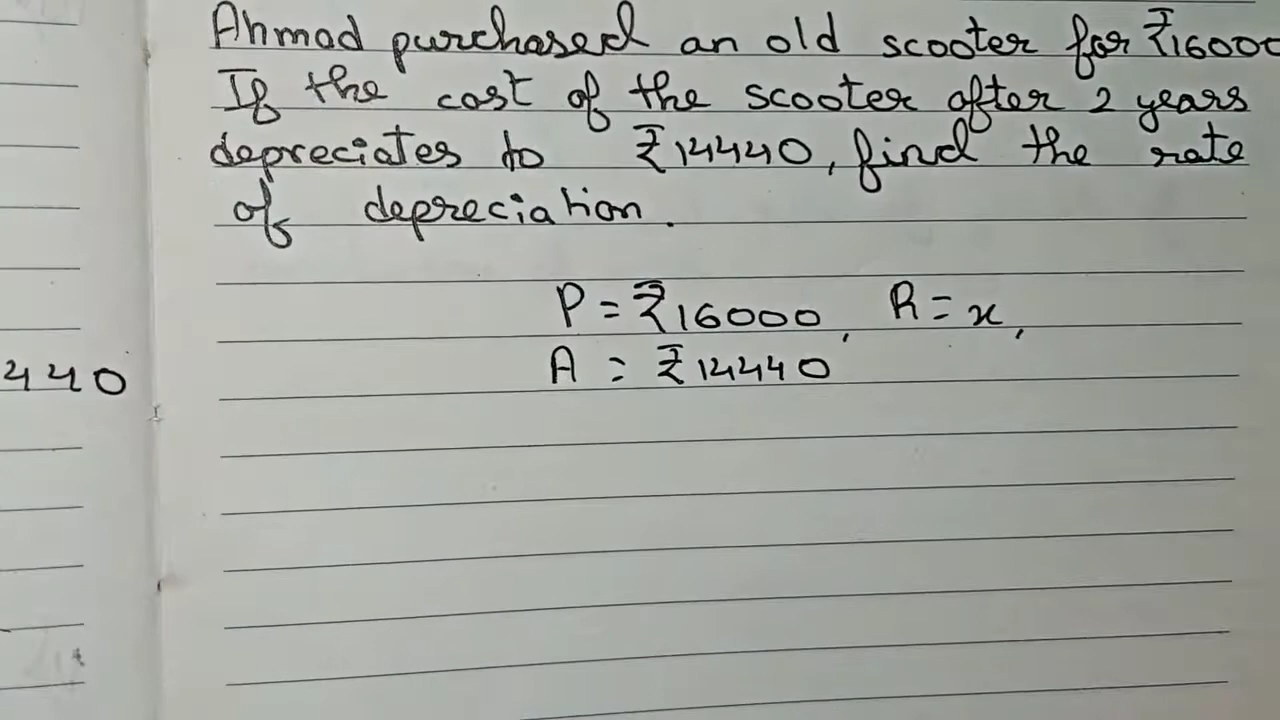 Ahmad purchased an old scooter for ₹16000
If the cost of the scooter after 2 years
depreciates to ₹14440, find the rate
of depreciation.
P = ₹16000, R = x,
A = ₹14440
440